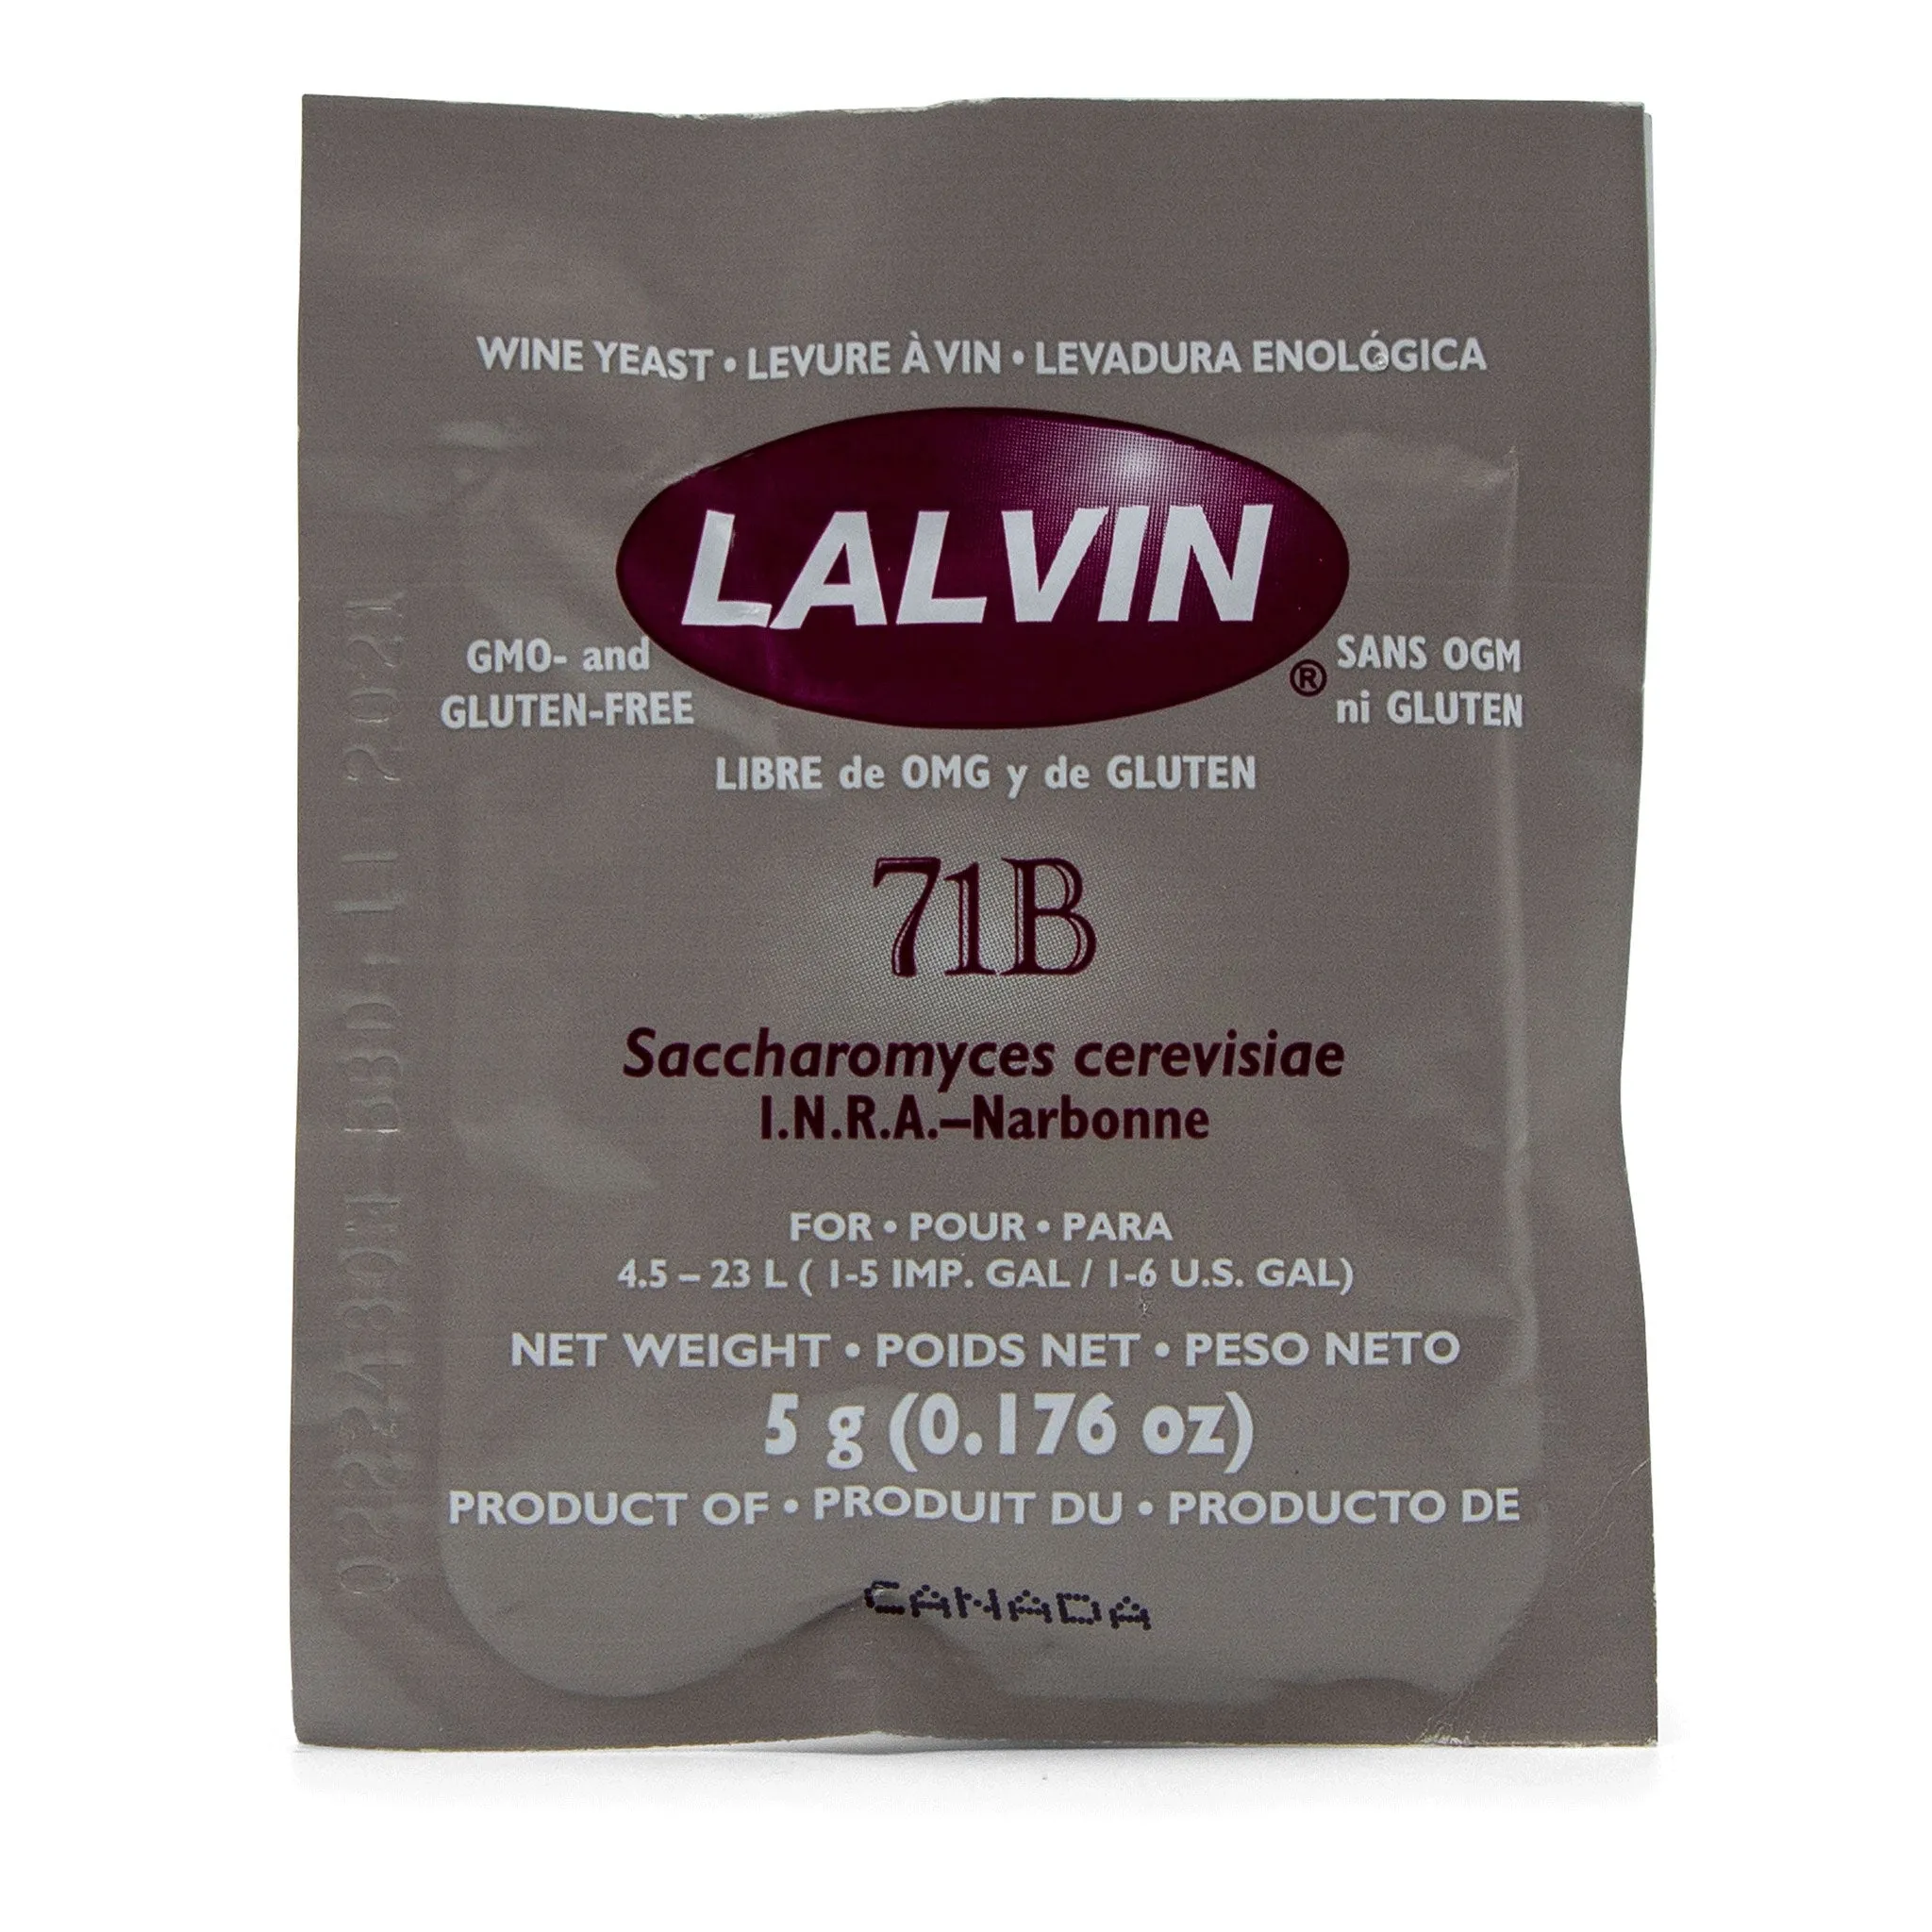 WINE YEAST • LEVURE À VIN • LEVADURA ENOLÓGICA
LALVIN®
GMO- and
GLUTEN-FREE
SANS OGM
ni GLUTEN
LIBRE de OMG y de GLUTEN
71B
Saccharomyces cerevisiae
I.N.R.A.–Narbonne
FOR • POUR • PARA
4.5 – 23 L ( 1-5 IMP. GAL / 1-6 U.S. GAL)
NET WEIGHT • POIDS NET • PESO NETO
5 g (0.176 oz)
PRODUCT OF • PRODUIT DU • PRODUCTO DE
CANADA